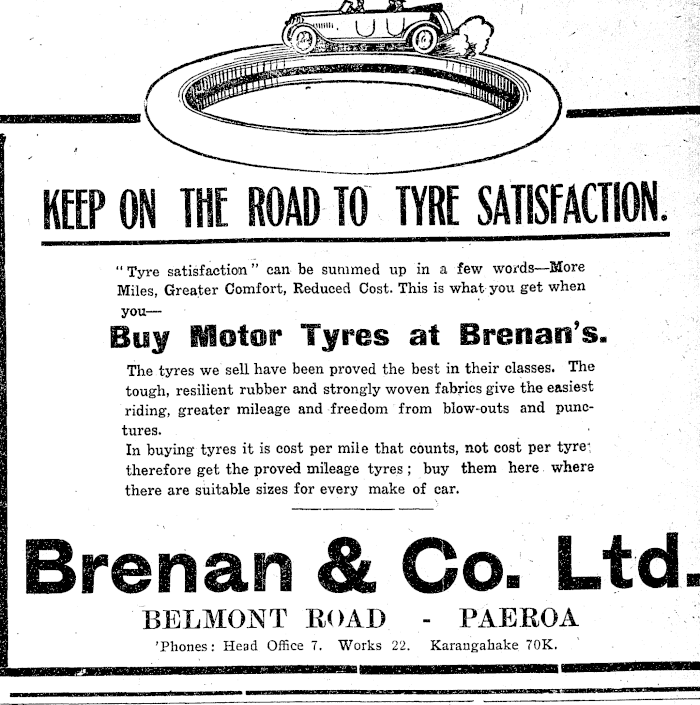 KEEP ON THE ROAD TO TYRE SATISFACTION.
"Tyre satisfaction" can be summed up in a few words—More
Miles, Greater Comfort, Reduced Cost. This is what you get when
you—
Buy Motor Tyres at Brenan's.
The tyres we sell have been proved the best in their classes. The
tough, resilient rubber and strongly woven fabrics give the easiest
riding, greater mileage and freedom from blow-outs and punc-
tures.
In buying tyres it is cost per mile that counts, not cost per tyre:
therefore get the proved mileage tyres; buy them here where
there are suitable sizes for every make of car.
Brenan & Co. Ltd.
BELMONT ROAD - PAEROA
'Phones: Head Office 7. Works 22. Karangahake 70K.